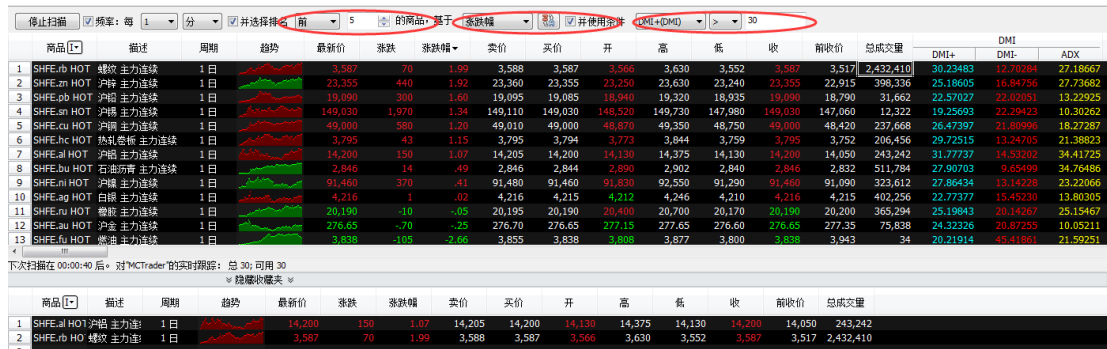 停止扫描 频率：每 1 分 并选择排名 前 5 的商品，基于 涨跌幅 并使用条件 DMI+(DMI) > 30
商品 描述 周期 趋势 最新价 涨跌 涨跌幅 卖价 买价 开 高 低 收 前收价 总成交量 DMI
DMI+ DMI- ADX
1 SHFE.rb HOT 螺纹 主力连续 1 日 3,587 70 1.99 3,588 3,587 3,566 3,630 3,552 3,587 3,517 2,432,410 30.23483 12.70284 27.18667
2 SHFE.zn HOT 沪锌 主力连续 1 日 23,355 440 1.92 23,360 23,355 23,250 23,630 23,240 23,355 22,915 398,336 25.18605 16.84756 27.73682
3 SHFE.pb HOT 沪铅 主力连续 1 日 19,090 300 1.60 19,095 19,085 18,940 19,320 18,935 19,090 18,790 31,662 22.57027 22.02051 13.22925
4 SHFE.sn HOT 沪锡 主力连续 1 日 149,030 1,970 1.34 149,110 149,030 148,520 149,730 147,980 149,030 147,060 12,322 19.25693 22.29423 10.30262
5 SHFE.cu HOT 沪铜 主力连续 1 日 49,000 580 1.20 49,010 49,000 48,870 49,350 48,750 49,000 48,420 237,668 26.47397 21.80996 18.27287
6 SHFE.hc HOT 热轧卷板 主力连续 1 日 3,795 43 1.15 3,795 3,794 3,773 3,844 3,759 3,795 3,752 206,456 29.72515 13.24705 21.38823
7 SHFE.al HOT 沪铝 主力连续 1 日 14,200 150 1.07 14,205 14,200 14,130 14,375 14,130 14,200 14,050 243,242 31.77737 14.53202 34.41725
8 SHFE.bu HOT 石油沥青 主力连续 1 日 2,846 14 .49 2,846 2,844 2,890 2,902 2,840 2,846 2,832 511,784 27.90703 9.65499 34.76486
9 SHFE.ni HOT 沪镍 主力连续 1 日 91,460 370 .41 91,480 91,460 91,830 92,550 91,290 91,460 91,090 323,612 27.86434 13.14228 23.22066
10 SHFE.ag HOT 白银 主力连续 1 日 4,216 1 .02 4,216 4,215 4,212 4,246 4,210 4,216 4,215 402,256 22.77377 15.45230 13.80305
11 SHFE.ru HOT 橡胶 主力连续 1 日 20,190 -10 -.05 20,195 20,190 20,400 20,700 20,170 20,190 20,200 365,294 25.19843 20.14267 25.15467
12 SHFE.au HOT 沪金 主力连续 1 日 276.65 -.70 -.25 276.70 276.65 277.15 277.65 276.60 276.65 277.35 75,838 24.32326 20.87255 10.05211
13 SHFE.fu HOT 燃油 主力连续 1 日 3,838 -105 -2.66 3,855 3,838 3,808 3,877 3,800 3,838 3,943 34 20.21914 45.41861 21.59251
下次扫描在 00:00:40 后。对"MCTrader"的实时跟踪： 总 30; 可用 30
隐藏收藏夹
商品 描述 周期 趋势 最新价 涨跌 涨跌幅 卖价 买价 开 高 低 收 前收价 总成交量
1 SHFE.al HOT 沪铝 主力连 1 日 14,200 150 1.07 14,205 14,200 14,130 14,375 14,130 14,200 14,050 243,242
2 SHFE.rb HO 螺纹 主力连 1 日 3,587 70 1.99 3,588 3,587 3,566 3,630 3,552 3,587 3,517 2,432,410